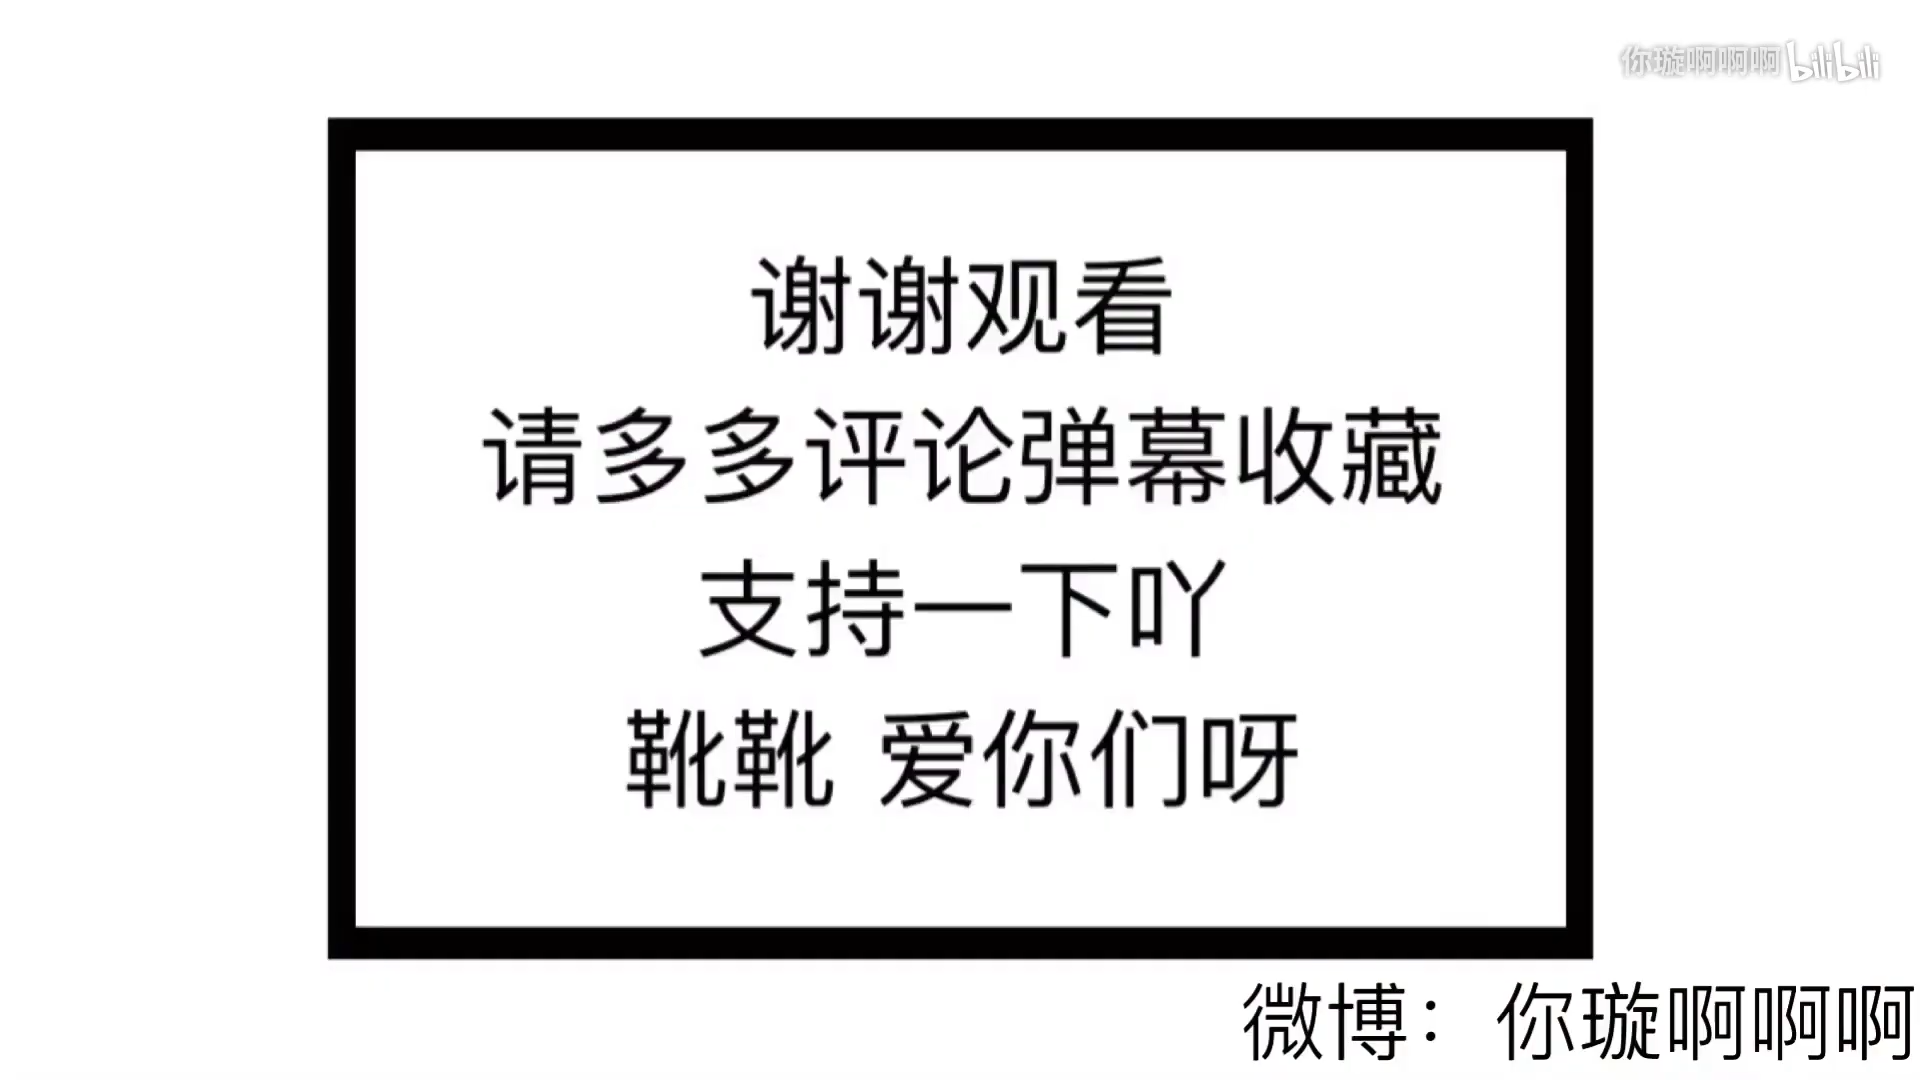 你璇啊啊啊 bilibili
谢谢观看
请多多评论弹幕收藏
支持一下吖
靴靴 爱你们呀
微博：你璇啊啊啊